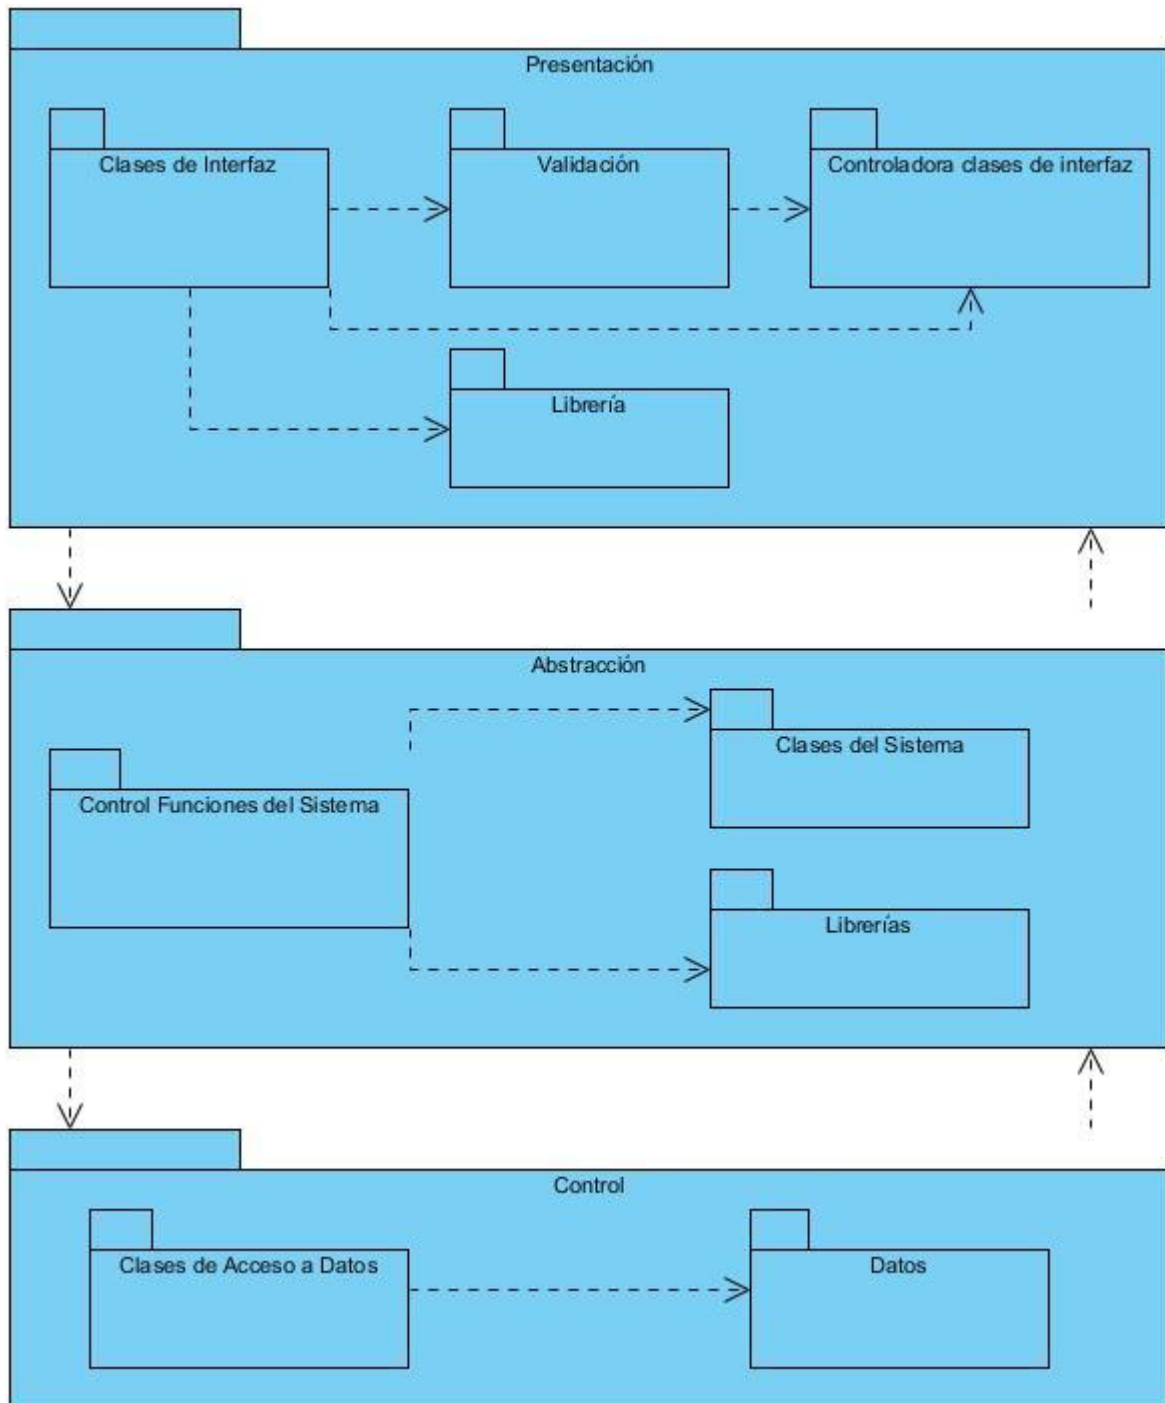 Presentación
Clases de Interfaz
Validación
Controladora clases de interfaz
Librería
Abstracción
Clases del Sistema
Control Funciones del Sistema
Librerías
Control
Clases de Acceso a Datos
Datos